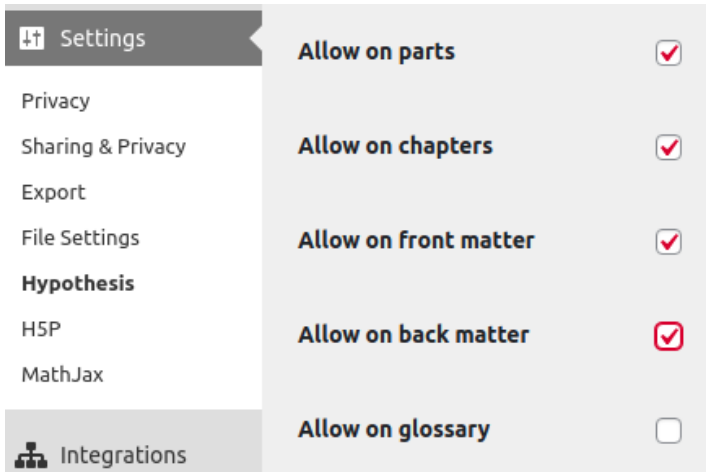 Settings
Privacy
Sharing & Privacy
Export
File Settings
Hypothesis
H5P
MathJax
Integrations
Allow on parts
Allow on chapters
Allow on front matter
Allow on back matter
Allow on glossary